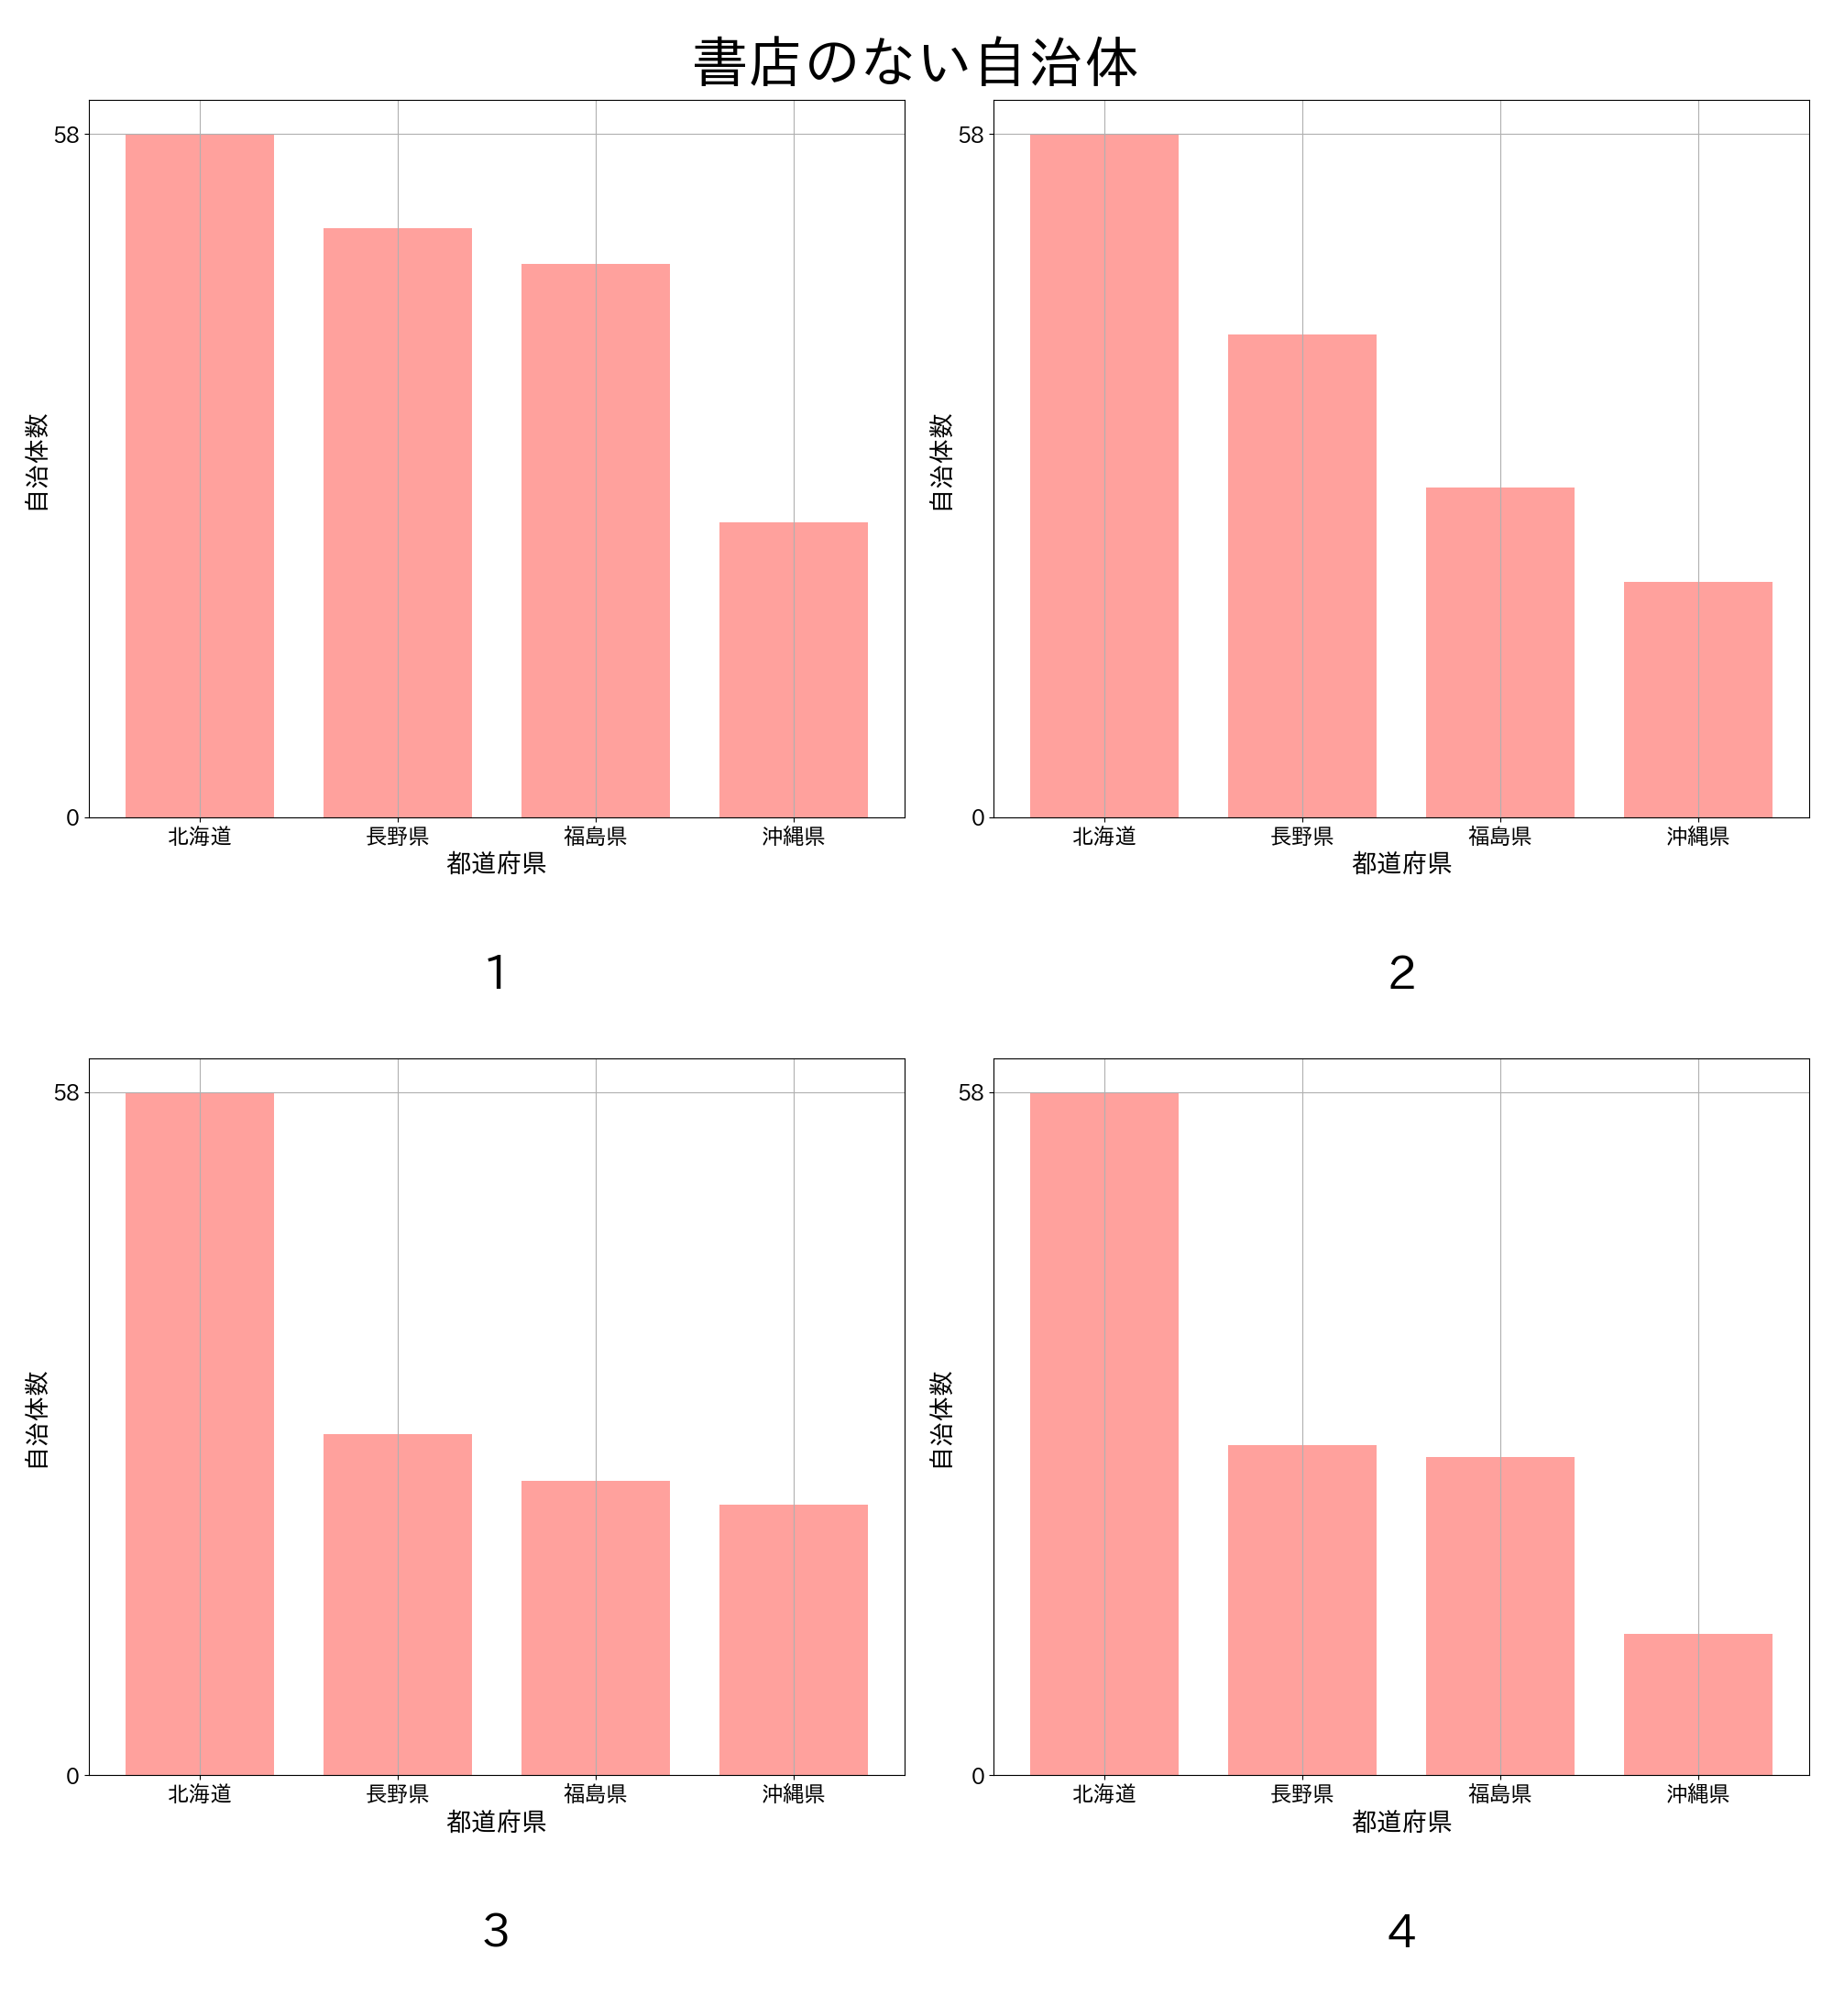 書店のない自治体
58
0
自治体数
北海道 長野県 福島県 沖縄県
都道府県
1
58
0
自治体数
北海道 長野県 福島県 沖縄県
都道府県
2
58
0
自治体数
北海道 長野県 福島県 沖縄県
都道府県
3
58
0
自治体数
北海道 長野県 福島県 沖縄県
都道府県
4